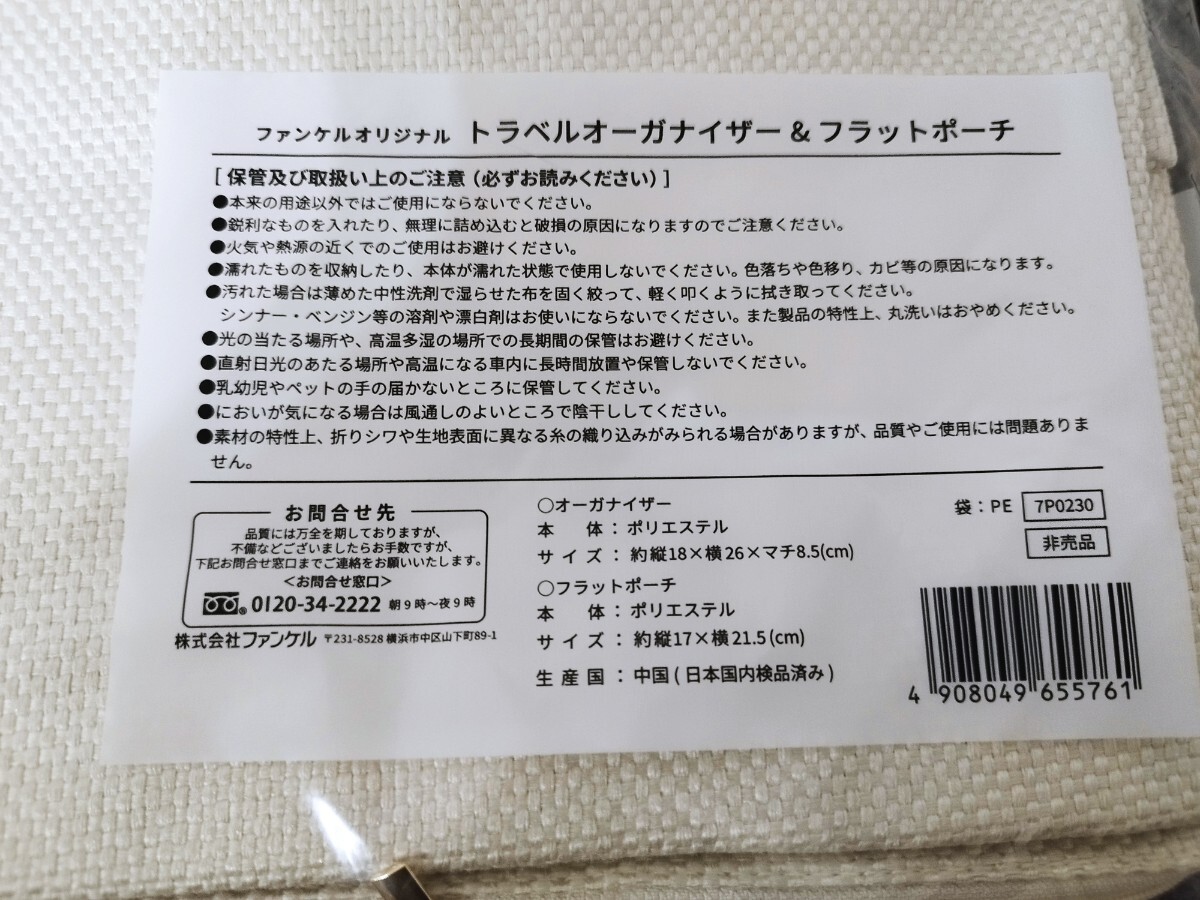 ファンケルオリジナル トラベルオーガナイザー＆フラットポーチ
[ 保管及び取扱い上のご注意（必ずお読みください）]
●本来の用途以外ではご使用にならないでください。
●鋭利なものを入れたり、無理に詰め込むと破損の原因になりますのでご注意ください。
●火気や熱源の近くでのご使用はお避けください。
●濡れたものを収納したり、本体が濡れた状態で使用しないでください。色落ちや色移り、カビ等の原因になります。
●汚れた場合は薄めた中性洗剤で湿らせた布を固く絞って、軽く叩くように拭き取ってください。
シンナー・ベンジン等の溶剤や漂白剤はお使いにならないでください。また製品の特性上、丸洗いはおやめください。
●光の当たる場所や、高温多湿の場所での長期間の保管はお避けください。
●直射日光のあたる場所や高温になる車内に長時間放置や保管しないでください。
●乳幼児やペットの手の届かないところに保管してください。
●においが気になる場合は風通しのよいところで陰干ししてください。
●素材の特性上、折りシワや生地表面に異なる糸の織り込みがみられる場合がありますが、品質やご使用には問題ありま
せん。
お問合せ先
品質には万全を期しておりますが、
不備などございましたらお手数ですが、
下記お問合せ窓口までご連絡をお願いいたします。
＜お問合せ窓口＞
0120-34-2222 朝9時～夜9時
株式会社ファンケル 〒231-8528 横浜市中区山下町89-1
○オーガナイザー
本 体：ポリエステル
サイズ：約縦18×横26×マチ8.5(cm)
○フラットポーチ
本 体：ポリエステル
サイズ：約縦17×横21.5(cm)
生産国：中国(日本国内検品済み)
袋：PE 7P0230
非売品
4 908049 655761